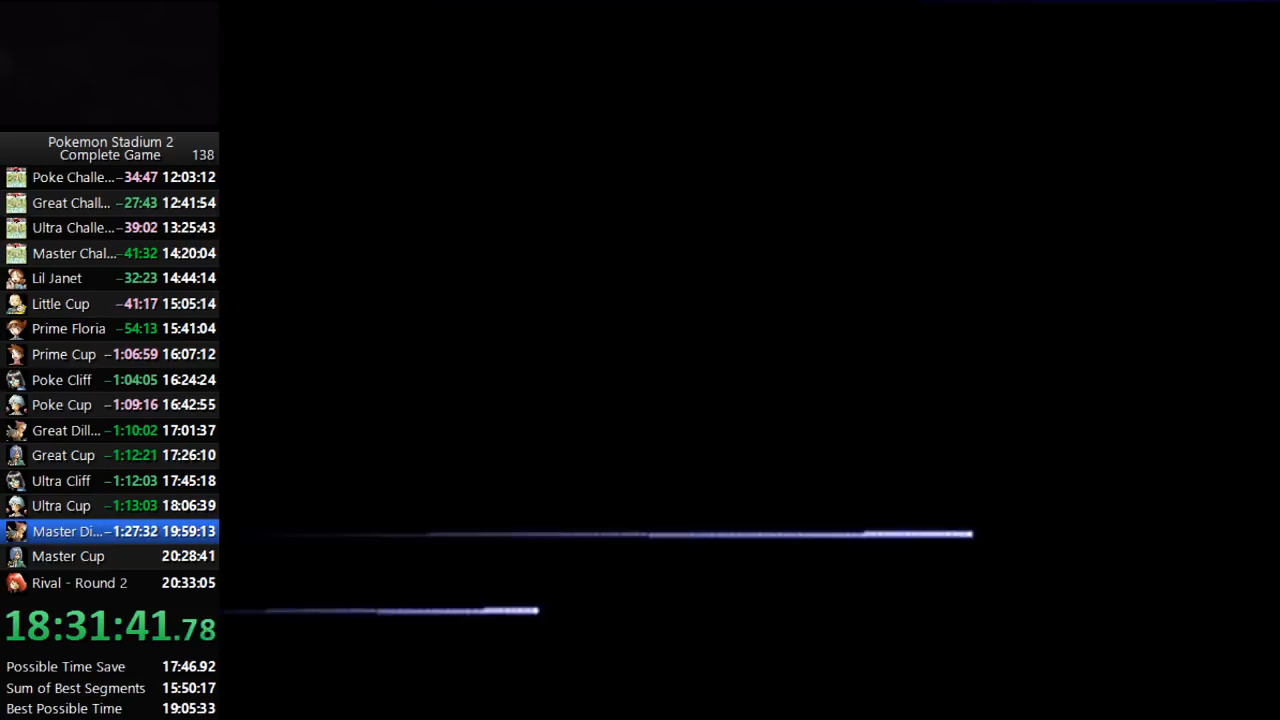 Pokemon Stadium 2
Complete Game 138
Poke Challe... −34:47 12:03:12
Great Chall... −27:43 12:41:54
Ultra Challe... −39:02 13:25:43
Master Chal... −41:32 14:20:04
Lil Janet −32:23 14:44:14
Little Cup −41:17 15:05:14
Prime Floria −54:13 15:41:04
Prime Cup −1:06:59 16:07:12
Poke Cliff −1:04:05 16:24:24
Poke Cup −1:09:16 16:42:55
Great Dill... −1:10:02 17:01:37
Great Cup −1:12:21 17:26:10
Ultra Cliff −1:12:03 17:45:18
Ultra Cup −1:13:03 18:06:39
Master Di... −1:27:32 19:59:13
Master Cup 20:28:41
Rival - Round 2 20:33:05
18:31:41.78
Possible Time Save 17:46.92
Sum of Best Segments 15:50:17
Best Possible Time 19:05:33